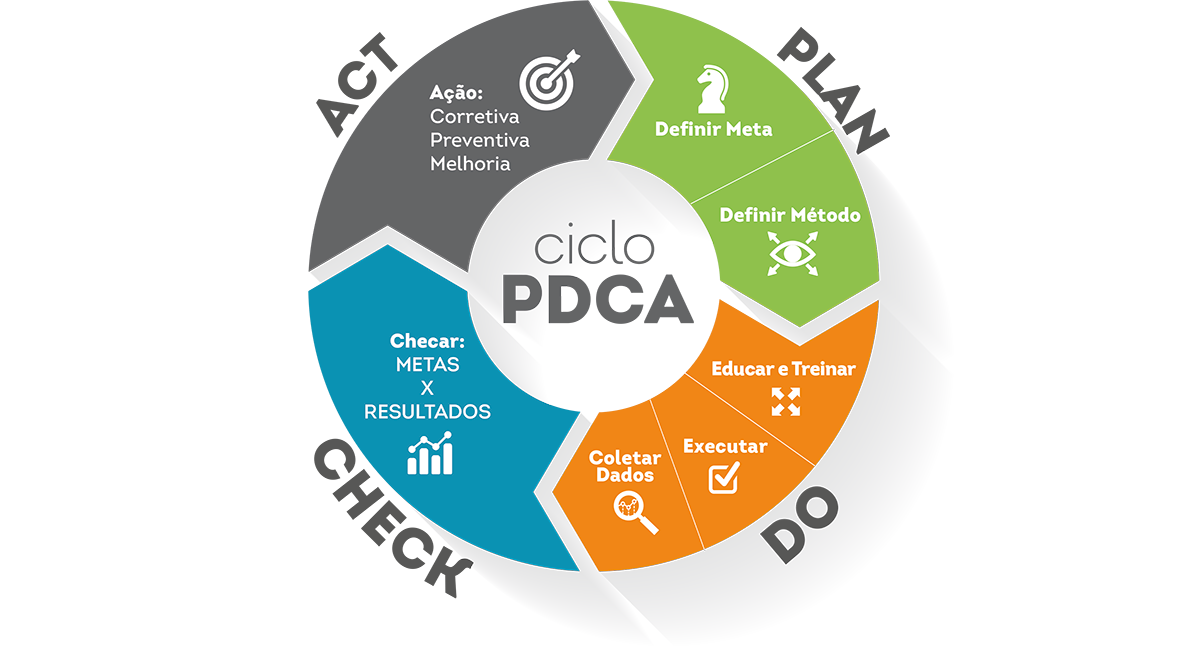 ACT
PLAN
Ação:
Corretiva
Preventiva
Melhoria
Definir Meta
Definir Método
ciclo
PDCA
Checar:
METAS
X
RESULTADOS
Educar e Treinar
Executar
Coletar
Dados
CHECK
DO